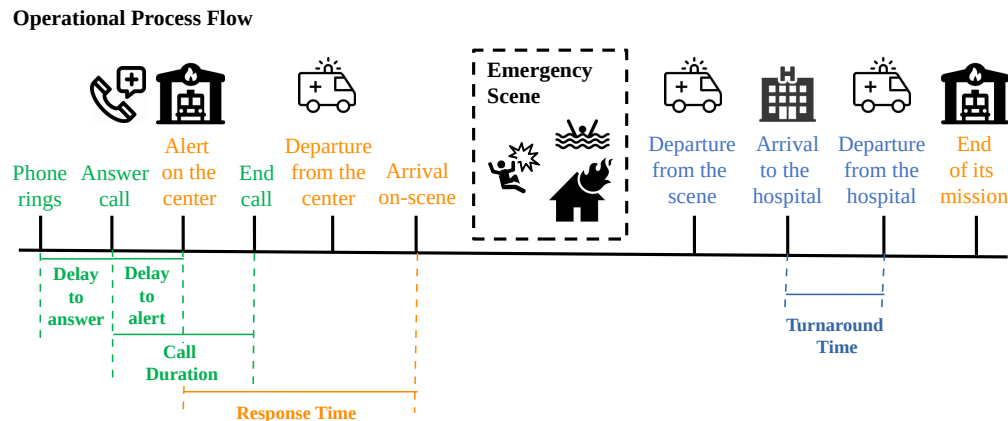 Operational Process Flow
Emergency
Scene
Phone
rings
Answer
call
Alert
on the
center
End
call
Departure
from the
center
Arrival
on-scene
Departure
from the
scene
Arrival
to the
hospital
Departure
from the
hospital
End
of its
mission
Delay
to
answer
Delay
to
alert
Call
Duration
Response Time
Turnaround
Time
H